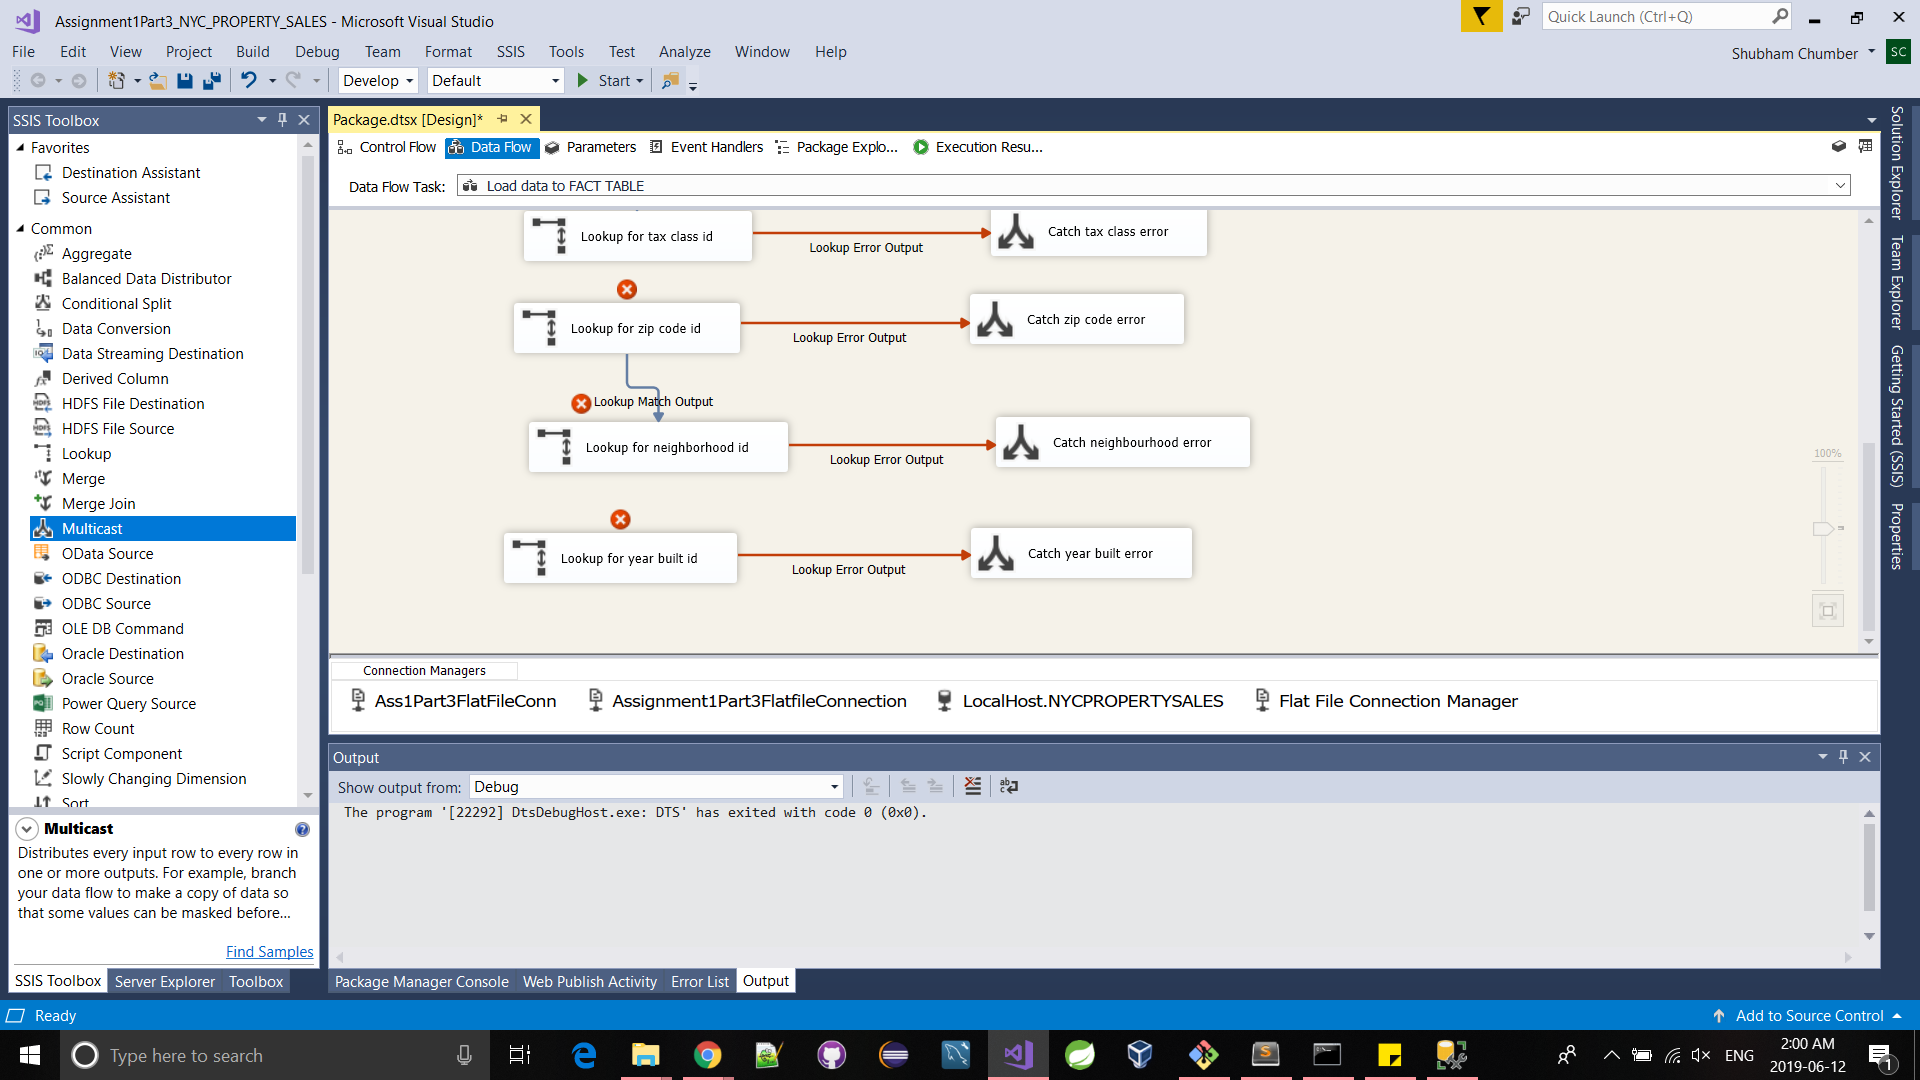 Assignment1Part3_NYC_PROPERTY_SALES - Microsoft Visual Studio
Quick Launch (Ctrl+Q)
File Edit View Project Build Debug Team Format SSIS Tools Test Analyze Window Help
Shubham Chumber SC
Develop Default Start
SSIS Toolbox
Favorites
Destination Assistant
Source Assistant
Common
Aggregate
Balanced Data Distributor
Conditional Split
Data Conversion
Data Streaming Destination
Derived Column
HDFS File Destination
HDFS File Source
Lookup
Merge
Merge Join
Multicast
OData Source
ODBC Destination
ODBC Source
OLE DB Command
Oracle Destination
Oracle Source
Power Query Source
Row Count
Script Component
Slowly Changing Dimension
Sort
Multicast
Distributes every input row to every row in
one or more outputs. For example, branch
your data flow to make a copy of data so
that some values can be masked before...
Find Samples
SSIS Toolbox Server Explorer Toolbox
Package.dtsx [Design]*
Control Flow Data Flow Parameters Event Handlers Package Explo... Execution Resu...
Data Flow Task: Load data to FACT TABLE
Lookup for tax class id
Lookup Error Output
Catch tax class error
Lookup for zip code id
Lookup Error Output
Catch zip code error
Lookup Match Output
Lookup for neighborhood id
Lookup Error Output
Catch neighbourhood error
Lookup for year built id
Lookup Error Output
Catch year built error
100%
Connection Managers
Ass1Part3FlatFileConn Assignment1Part3FlatfileConnection LocalHost.NYCPROPERTYSALES Flat File Connection Manager
Output
Show output from: Debug
The program '[22292] DtsDebugHost.exe: DTS' has exited with code 0 (0x0).
Package Manager Console Web Publish Activity Error List Output
Solution Explorer
Team Explorer
Getting Started (SSIS)
Properties
Ready
Add to Source Control
Type here to search
ENG
2:00 AM
2019-06-12
1